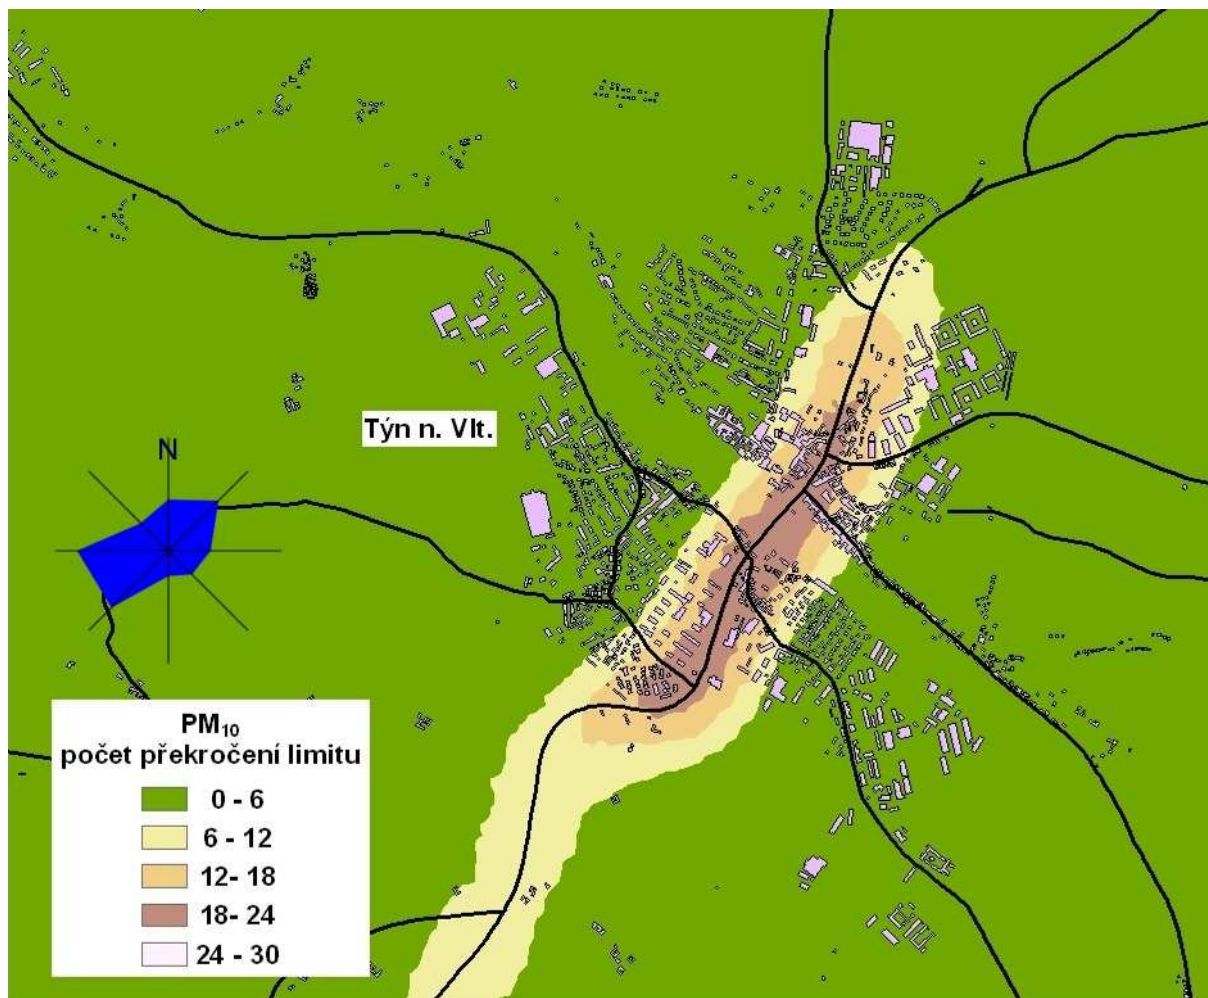 Týn n. Vlt.
N
PM₁₀
počet překročení limitu
0 - 6
6 - 12
12- 18
18- 24
24 - 30